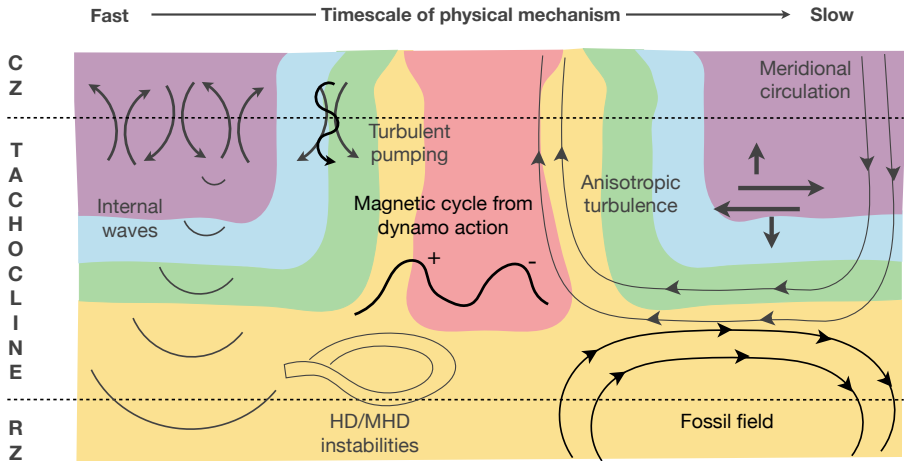 Fast Timescale of physical mechanism Slow
C
Z
T
A
C
H
O
C
L
I
N
E
R
Z
Meridional
circulation
Turbulent
pumping
Anisotropic
turbulence
Internal
waves
Magnetic cycle from
dynamo action
+ -
HD/MHD
instabilities
Fossil field